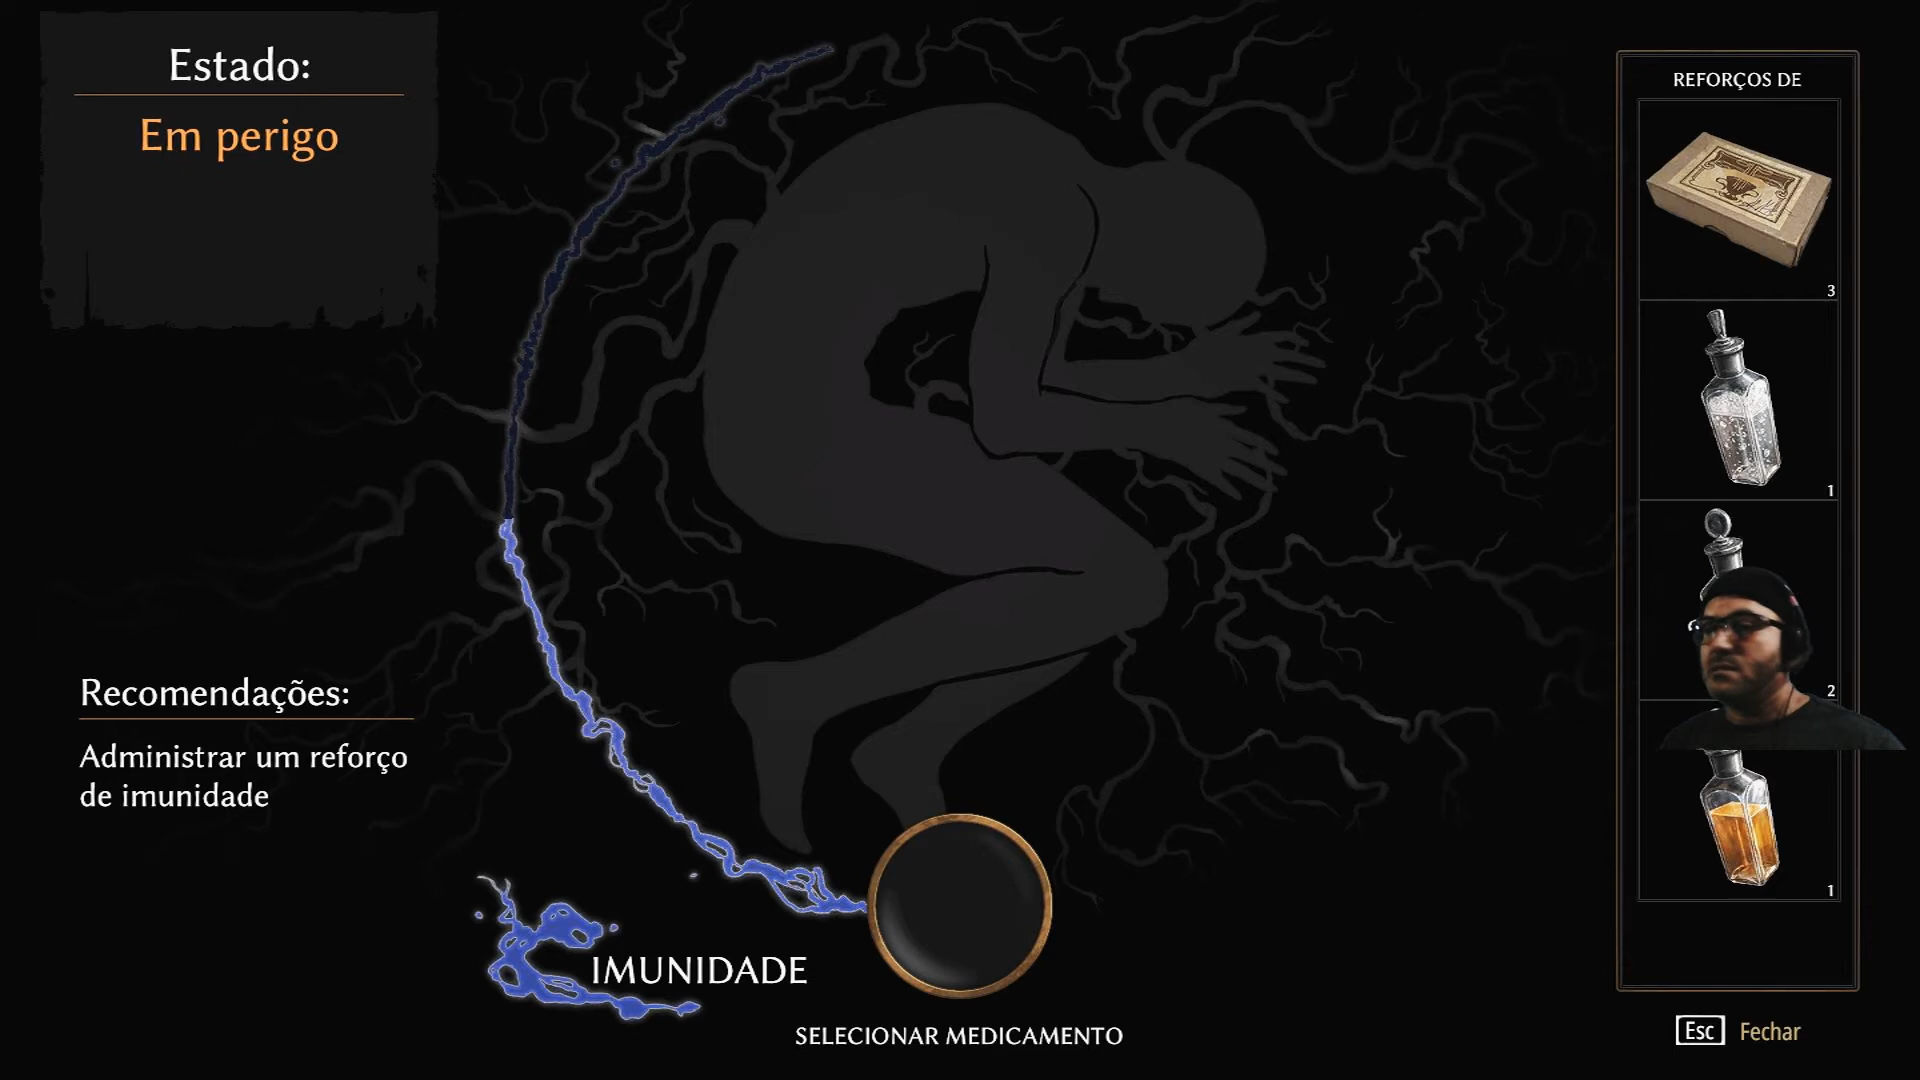 Estado:
Em perigo
REFORÇOS DE
3
1
2
1
Recomendações:
Administrar um reforço
de imunidade
IMUNIDADE
SELECIONAR MEDICAMENTO
Esc Fechar